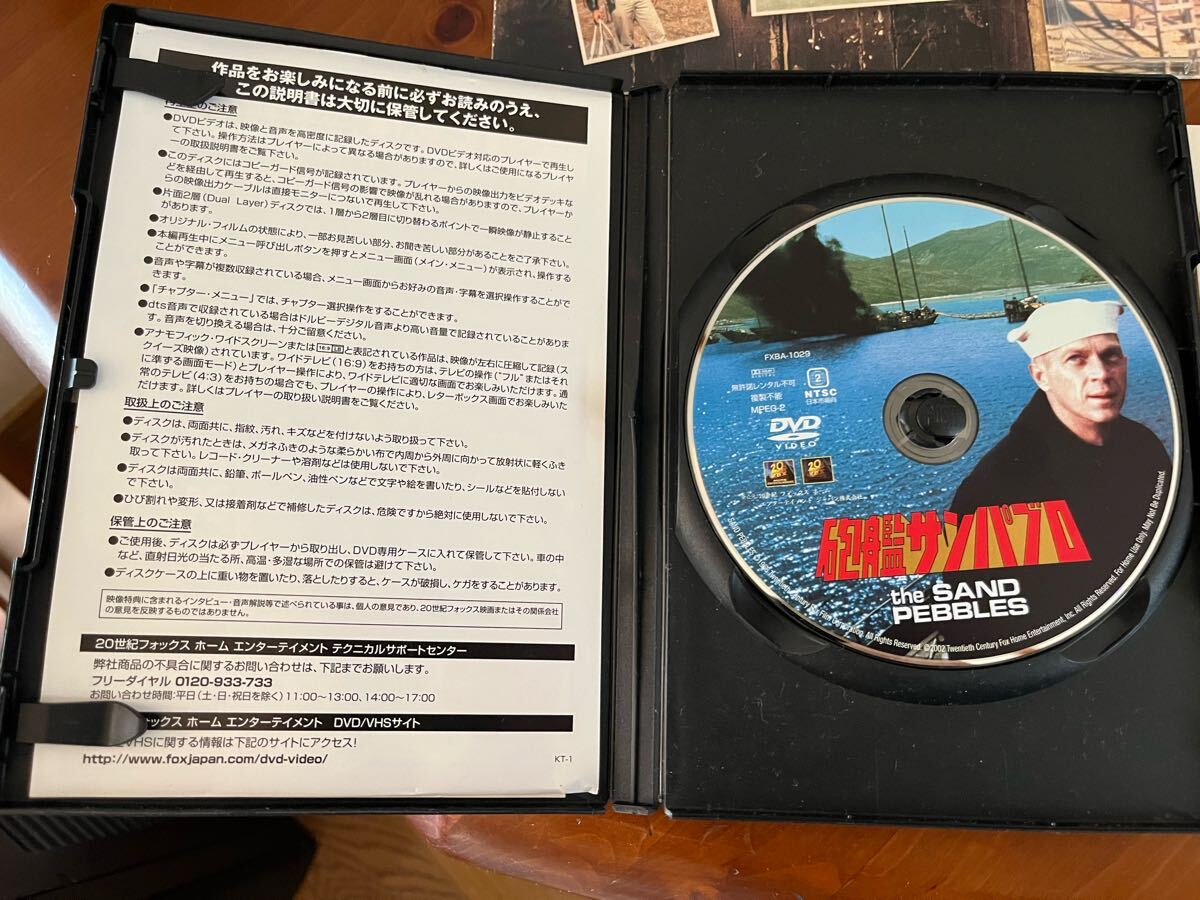 作品をお楽しみになる前に必ずお読みのうえ、
この説明書は大切に保管してください。
のご注意
●DVDビデオは、映像と音声を高密度に記録したディスクです。DVDビデオ対応のプレイヤーで再生し
て下さい。操作方法はプレイヤーによって異なる場合がありますので、詳しくはご使用になるプレイヤ
ーの取扱説明書をご覧下さい。
●このディスクにはコピーガード信号が記録されています。プレイヤーからの映像出力をビデオデッキな
どを経由して再生すると、コピーガード信号の影響で映像が乱れる場合がありますので、プレイヤーか
らの映像出力ケーブルは直接モニターにつないで再生して下さい。
●片面2層(Dual Layer)ディスクでは、1層から2層目に切り替わるポイントで一瞬映像が静止すること
があります。
●オリジナル・フィルムの状態により、一部お見苦しい部分、お聞き苦しい部分があることをご了承下さい。
●本編再生中にメニュー呼び出しボタンを押すとメニュー画面(メイン・メニュー)が表示され、操作する
ことができます。
●音声や字幕が複数収録されている場合、メニュー画面からお好みの音声・字幕を選択操作することがで
きます。
●「チャプター・メニュー」では、チャプター選択操作をすることができます。
●dts音声で収録されている場合はドルビーデジタル音声より高い音量で記録されていることがありま
す。音声を切り換える場合は、十分ご留意ください。
●アナモフィック・ワイドスクリーンまたは16:9 LBと表記されている作品は、映像が左右に圧縮して記録(ス
クイーズ映像)されています。ワイドテレビ(16:9)をお持ちの方は、テレビの操作("フル"またはそれ
に準ずる画面モード)とプレイヤー操作により、ワイドテレビに適切な画面でお楽しみいただけます。通
常のテレビ(4:3)をお持ちの場合でも、プレイヤーの操作により、レターボックス画面でお楽しみいた
だけます。詳しくはプレイヤーの取り扱い説明書をご覧ください。
取扱上のご注意
●ディスクは、両面共に、指紋、汚れ、キズなどを付けないよう取り扱って下さい。
●ディスクが汚れたときは、メガネふきのような柔らかい布で内周から外周に向かって放射状に軽くふき
取って下さい。レコード・クリーナーや溶剤などは使用しないで下さい。
●ディスクは両面共に、鉛筆、ボールペン、油性ペンなどで文字や絵を書いたり、シールなどを貼付しない
で下さい。
●ひび割れや変形、又は接着剤などで補修したディスクは、危険ですから絶対に使用しないで下さい。
保管上のご注意
●ご使用後、ディスクは必ずプレイヤーから取り出し、DVD専用ケースに入れて保管して下さい。車の中
など、直射日光の当たる所、高温・多湿な場所での保管は避けて下さい。
●ディスクケースの上に重い物を置いたり、落としたりすると、ケースが破損し、ケガをすることがあります。
映像特典に含まれるインタビュー・音声解説等で述べられている事は、個人の意見であり、20世紀フォックス映画またはその関係会社
の意見を反映するものではありません。
20世紀フォックス ホーム エンターテイメント テクニカルサポートセンター
弊社商品の不具合に関するお問い合わせは、下記までお願いします。
フリーダイヤル 0120-933-733
お問い合わせ時間:平日(土・日・祝日を除く)11:00〜13:00、14:00〜17:00
ォックス ホーム エンターテイメント DVD/VHSサイト
VHSに関する情報は下記のサイトにアクセス!
http://www.foxjapan.com/dvd-video/
KT-1
FXBA-1029
無許諾レンタル不可
複製不能
MPEG-2
2
NTSC
日本市場向
DVD
VIDEO
20
20
砲艦サンパブロ
the SAND
PEBBLES
All Rights Reserved. ©2002 Twentieth Century Fox Home Entertainment, Inc. All Rights Reserved. For Home Use Only. May Not Be Duplicated.